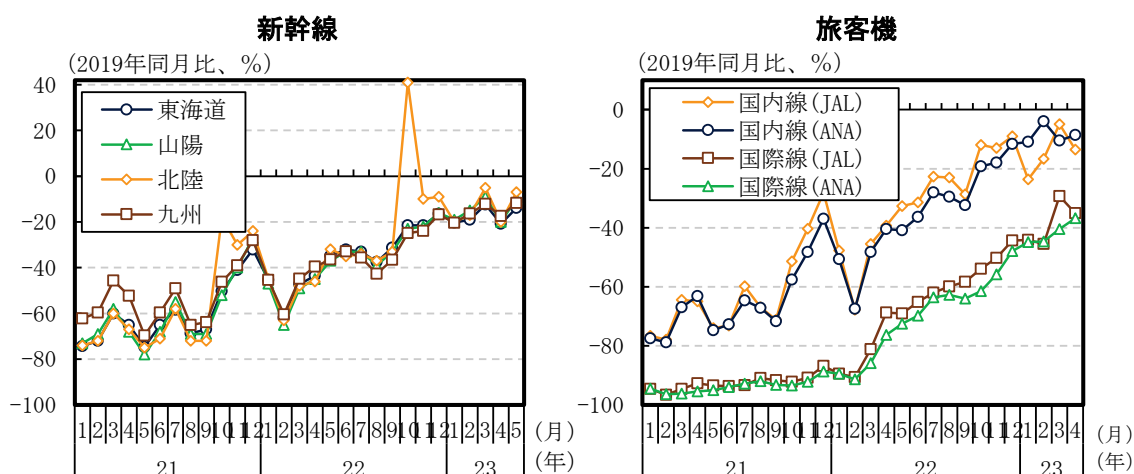 新幹線
(2019年同月比、%)
40
20
0
−20
−40
−60
−80
−100
東海道
山陽
北陸
九州
1 2 3 4 5 6 7 8 9 10 11 12 1 2 3 4 5 6 7 8 9 10 11 12 1 2 3 4 5 (月)
21 22 23 (年)
旅客機
(2019年同月比、%)
0
−20
−40
−60
−80
−100
国内線(JAL)
国内線(ANA)
国際線(JAL)
国際線(ANA)
1 2 3 4 5 6 7 8 9 10 11 12 1 2 3 4 5 6 7 8 9 10 11 12 1 2 3 4 (月)
21 22 23 (年)